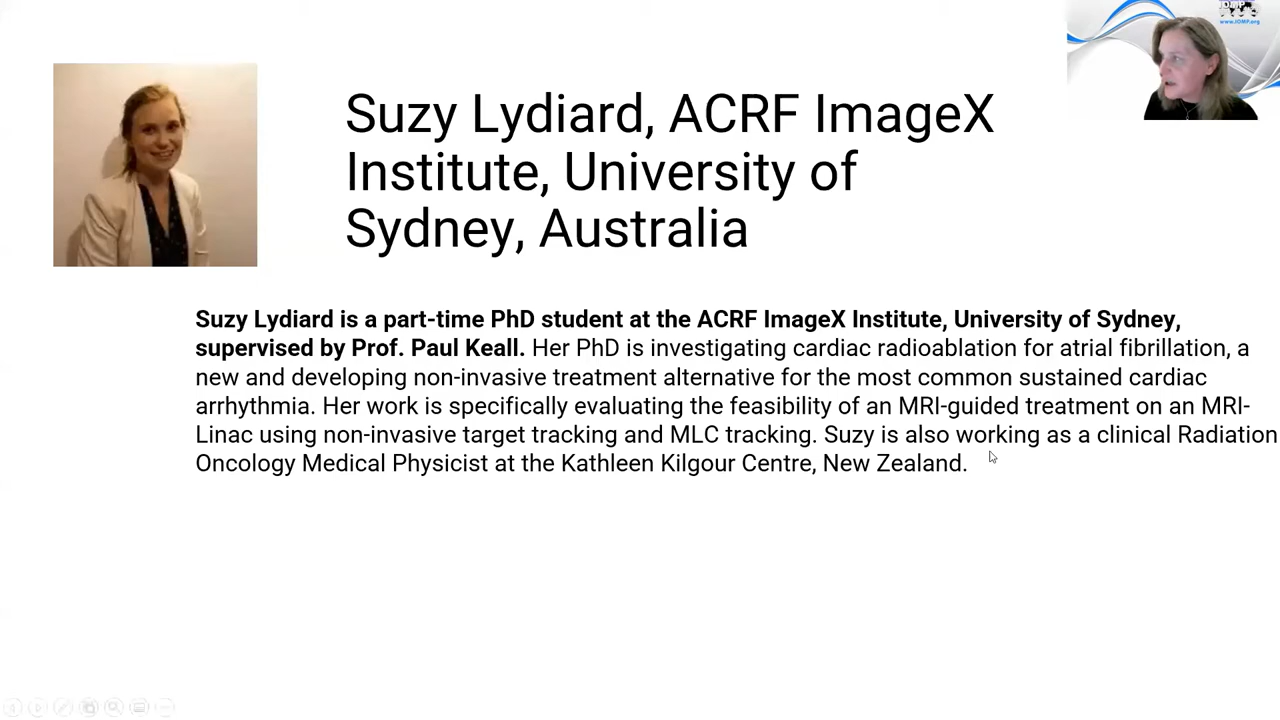 IOMP
www.IOMP.org
Suzy Lydiard, ACRF ImageX
Institute, University of
Sydney, Australia
Suzy Lydiard is a part-time PhD student at the ACRF ImageX Institute, University of Sydney,
supervised by Prof. Paul Keall. Her PhD is investigating cardiac radioablation for atrial fibrillation, a
new and developing non-invasive treatment alternative for the most common sustained cardiac
arrhythmia. Her work is specifically evaluating the feasibility of an MRI-guided treatment on an MRI-
Linac using non-invasive target tracking and MLC tracking. Suzy is also working as a clinical Radiation
Oncology Medical Physicist at the Kathleen Kilgour Centre, New Zealand.